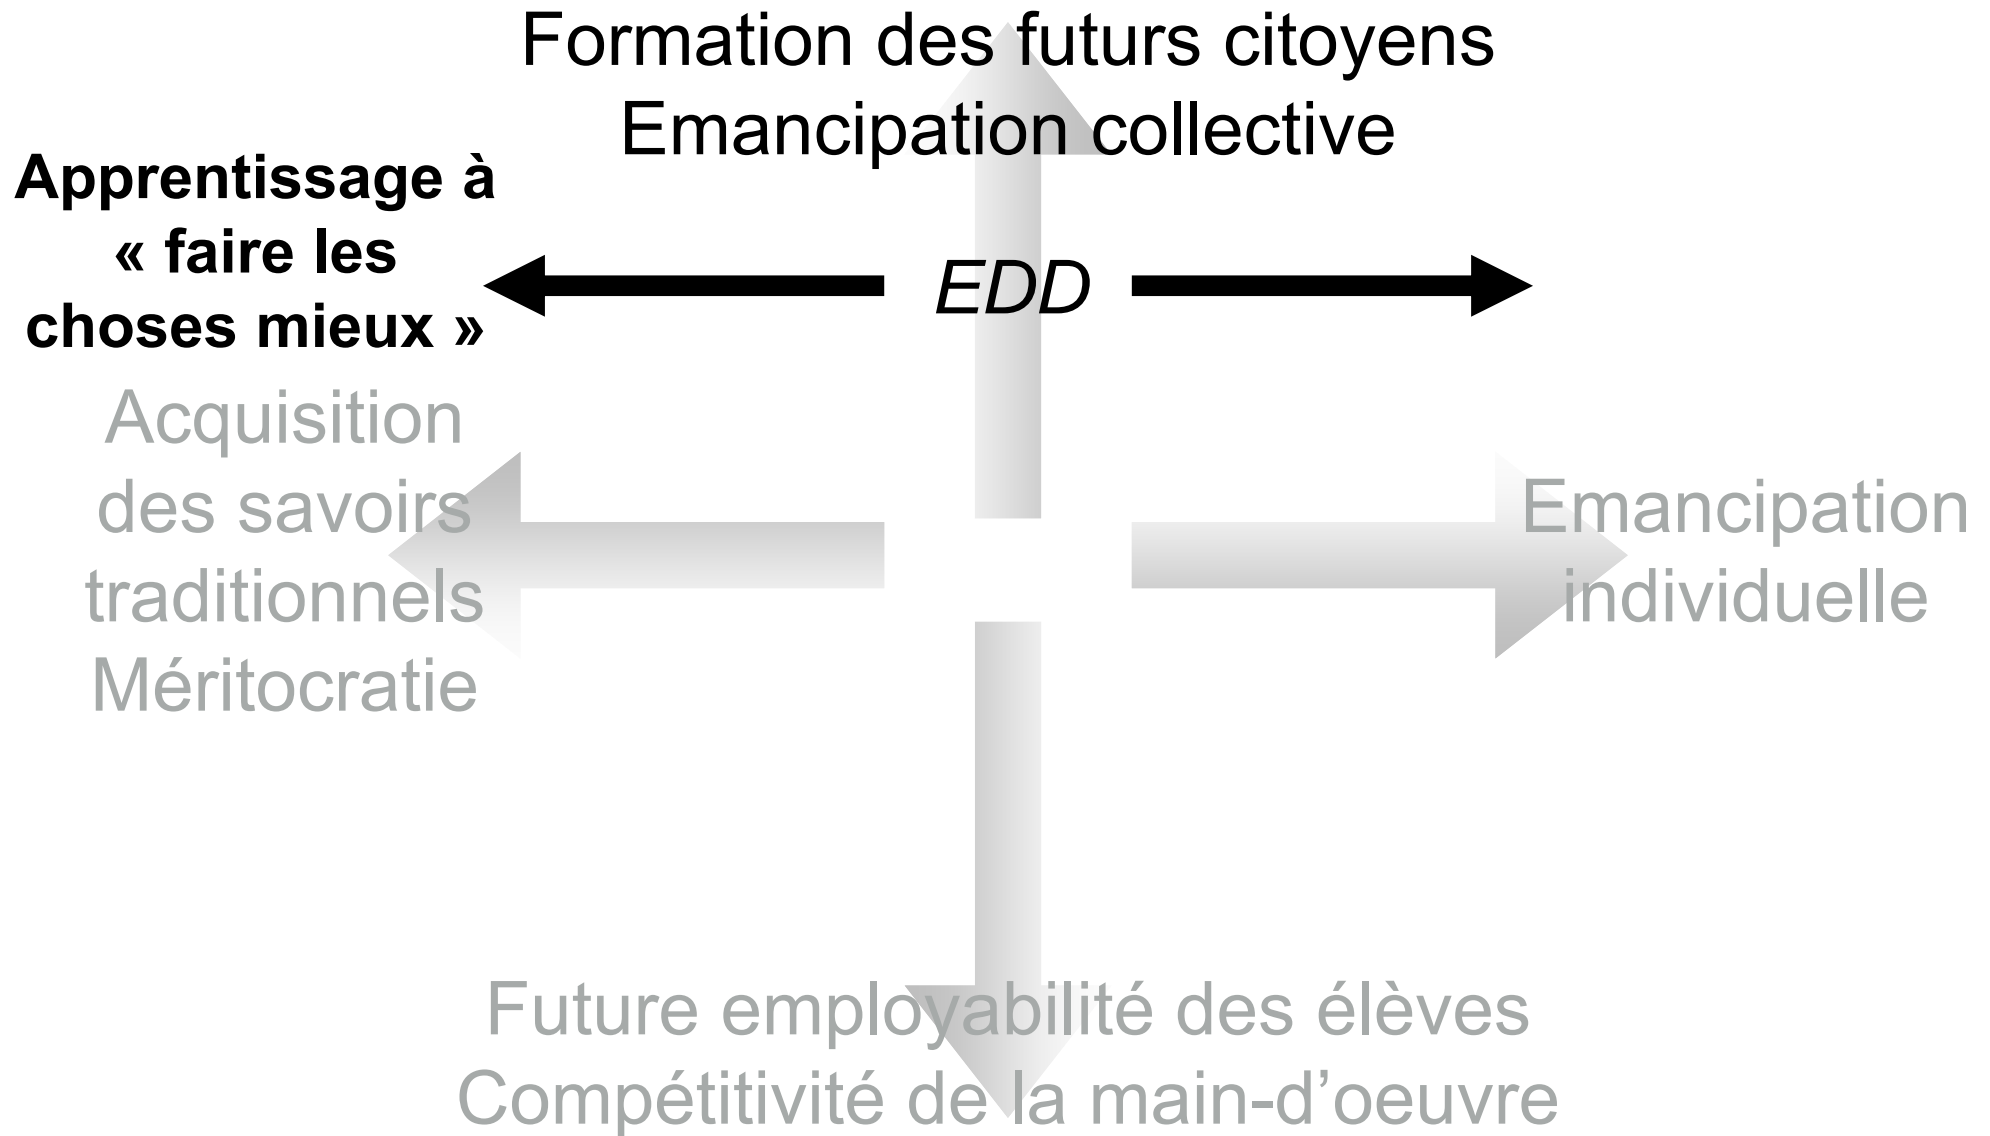 Formation des futurs citoyens
Emancipation collective
Apprentissage à
« faire les
choses mieux »
EDD
Acquisition
des savoirs
traditionnels
Méritocratie
Emancipation
individuelle
Future employabilité des élèves
Compétitivité de la main-d’oeuvre